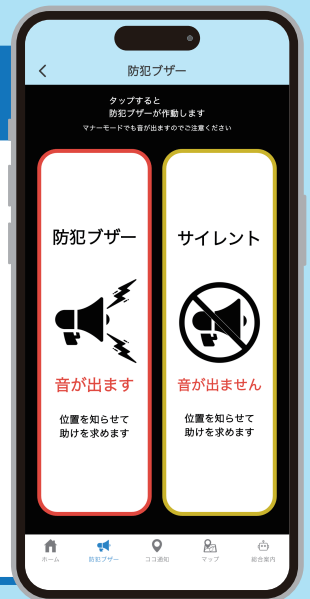 防犯ブザー
タップすると
防犯ブザーが作動します
マナーモードでも音が出ますのでご注意ください
防犯ブザー
音が出ます
位置を知らせて
助けを求めます
サイレント
音が出ません
位置を知らせて
助けを求めます
ホーム
防犯ブザー
ココ通知
マップ
総合案内